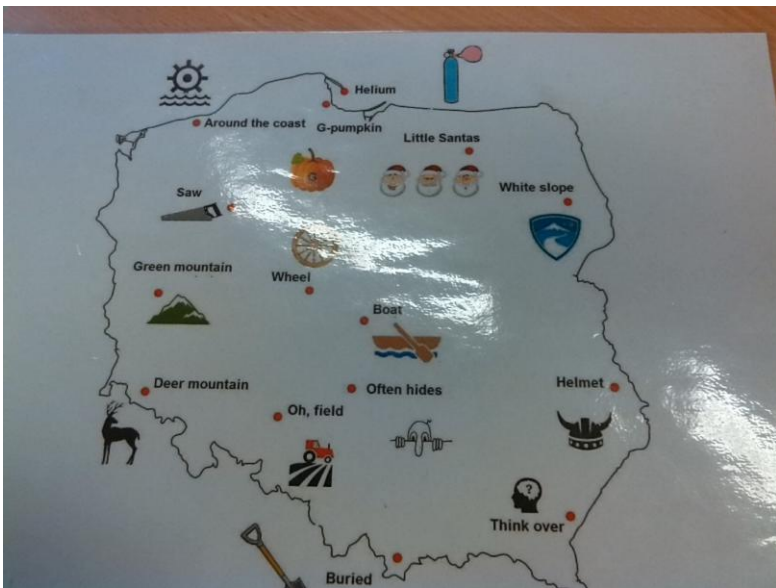 Helium
Around the coast
G-pumpkin
Little Santas
G
Saw
White slope
Green mountain
Wheel
Boat
Deer mountain
Often hides
Helmet
Oh, field
?
Think over
Buried